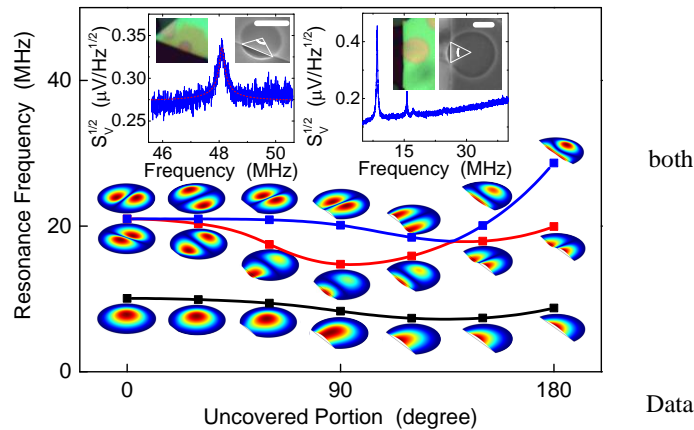 40
20
0
Resonance Frequency (MHz)
0 90 180
Uncovered Portion (degree)
0.35
0.30
0.25
S_V^1/2 (μV/Hz^1/2)
46 48 50
Frequency (MHz)
0.4
0.2
S_V^1/2 (μV/Hz^1/2)
15 30
Frequency (MHz)
both
Data